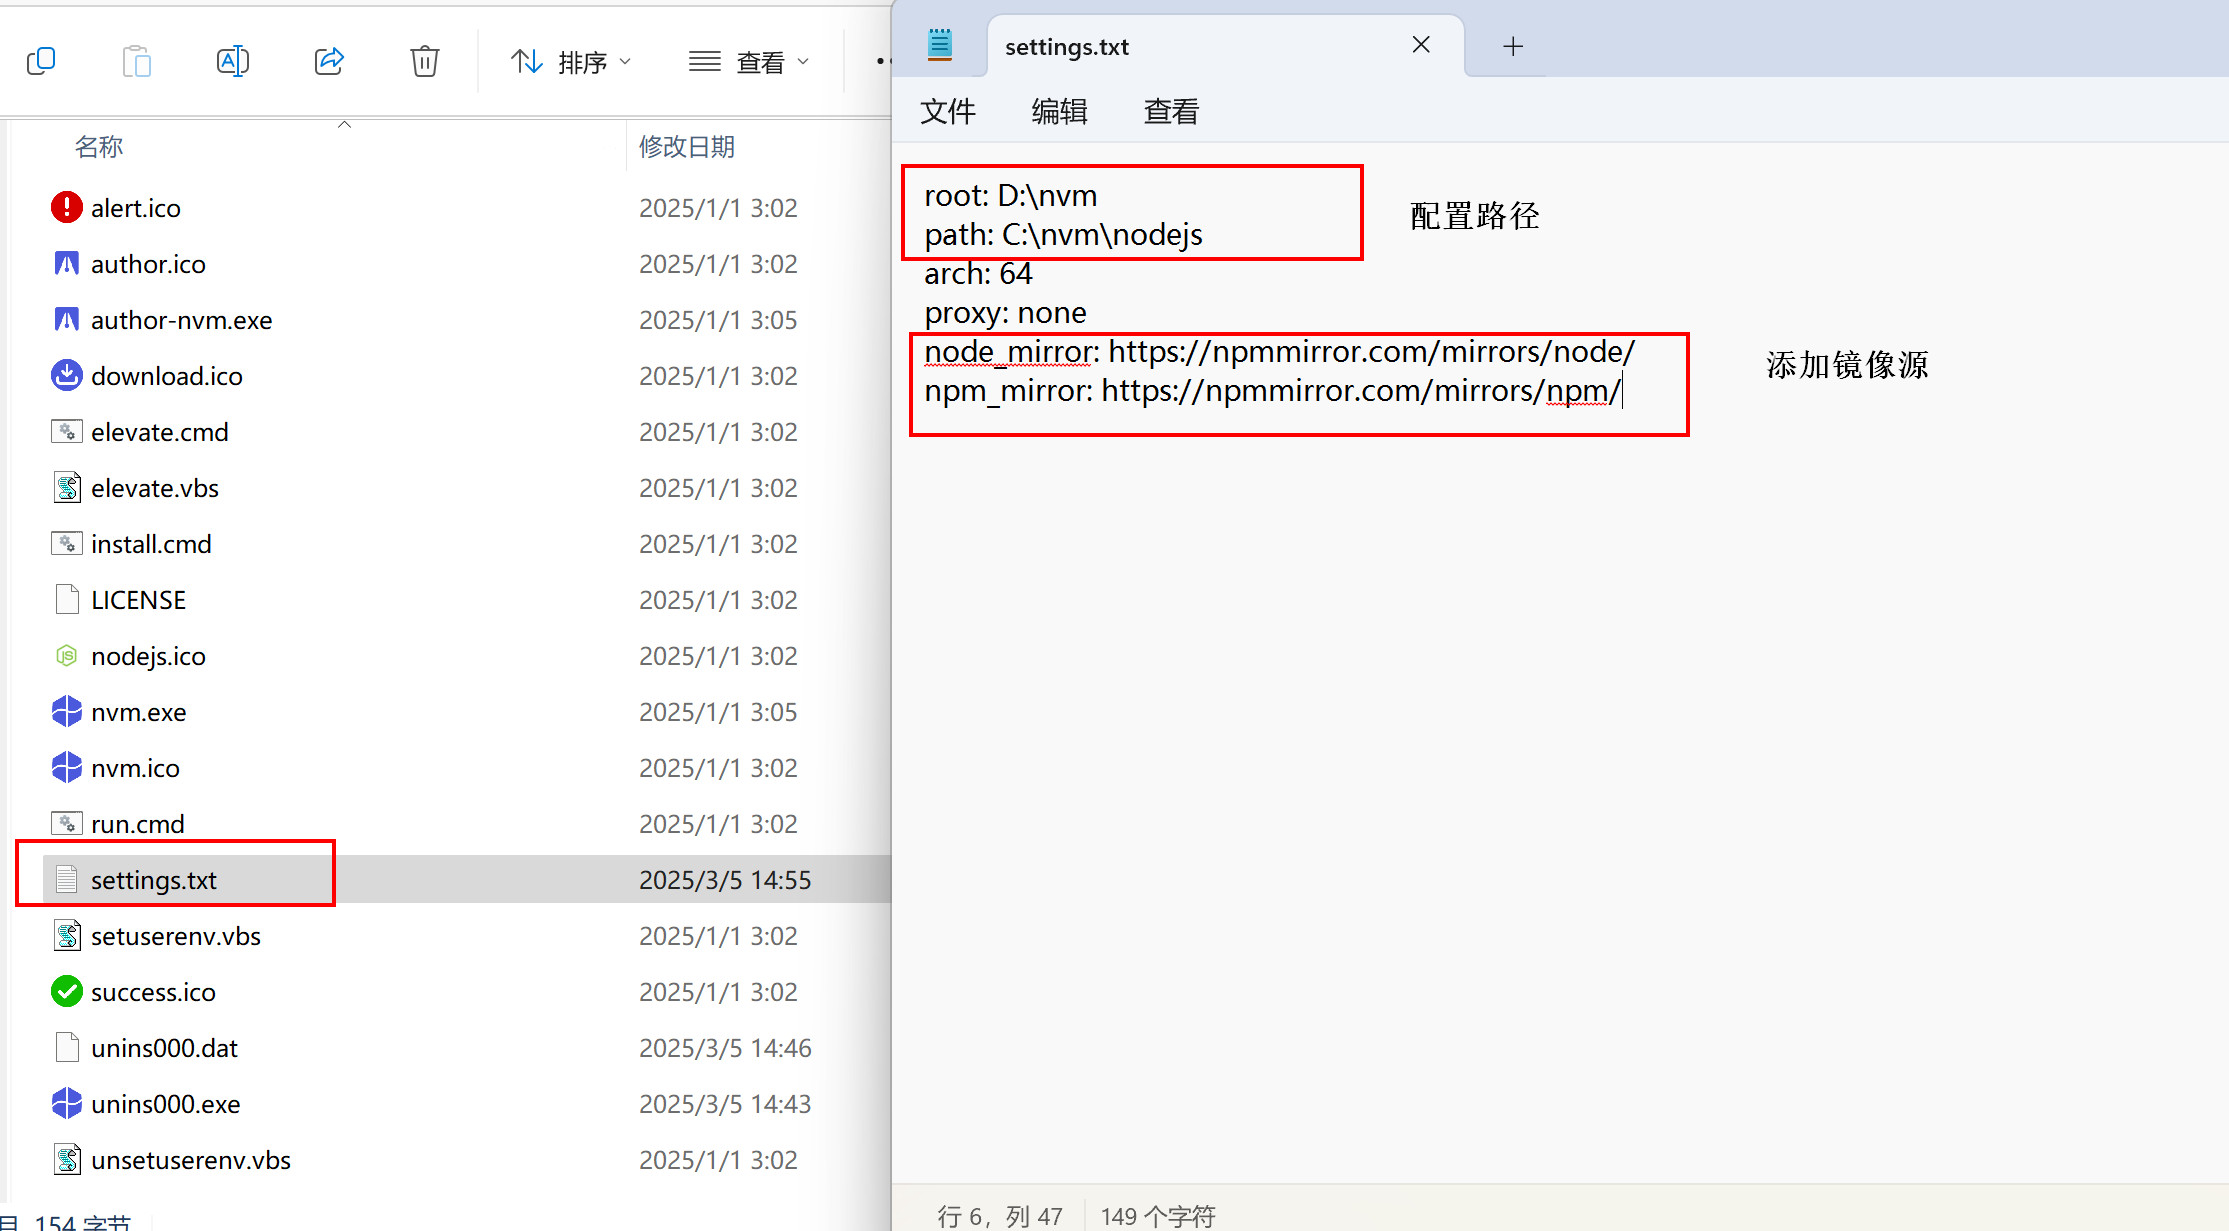 排序
查看
名称
修改日期
alert.ico 2025/1/1 3:02
author.ico 2025/1/1 3:02
author-nvm.exe 2025/1/1 3:05
download.ico 2025/1/1 3:02
elevate.cmd 2025/1/1 3:02
elevate.vbs 2025/1/1 3:02
install.cmd 2025/1/1 3:02
LICENSE 2025/1/1 3:02
nodejs.ico 2025/1/1 3:02
nvm.exe 2025/1/1 3:05
nvm.ico 2025/1/1 3:02
run.cmd 2025/1/1 3:02
settings.txt 2025/3/5 14:55
setuserenv.vbs 2025/1/1 3:02
success.ico 2025/1/1 3:02
unins000.dat 2025/3/5 14:46
unins000.exe 2025/3/5 14:43
unsetuserenv.vbs 2025/1/1 3:02
154 字节
settings.txt
文件 编辑 查看
root: D:\nvm
path: C:\nvm\nodejs
配置路径
arch: 64
proxy: none
node_mirror: https://npmmirror.com/mirrors/node/
npm_mirror: https://npmmirror.com/mirrors/npm/
添加镜像源
行 6，列 47
149 个字符